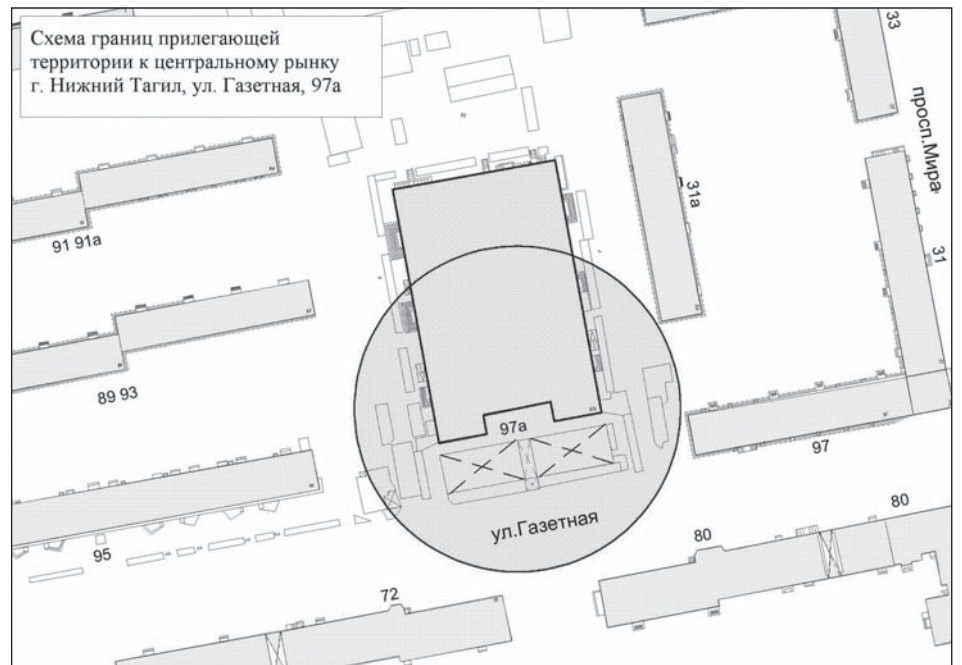 Схема границ прилегающей
территории к центральному рынку
г. Нижний Тагил, ул. Газетная, 97а
33
просп.Мира
31а
31
91 91а
89 93
97а
97
ул.Газетная
80
80
95
72